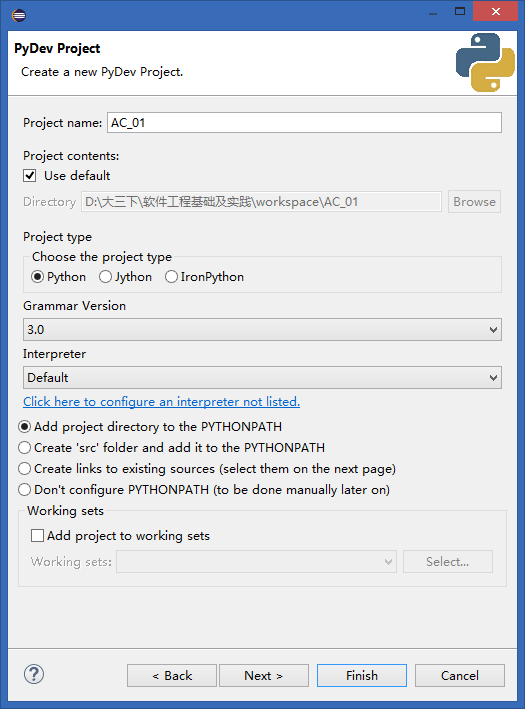 PyDev Project
Create a new PyDev Project.
Project name: AC_01
Project contents:
Use default
Directory D:\大三下\软件工程基础及实践\workspace\AC_01 Browse
Project type
Choose the project type
Python Jython IronPython
Grammar Version
3.0
Interpreter
Default
Click here to configure an interpreter not listed.
Add project directory to the PYTHONPATH
Create 'src' folder and add it to the PYTHONPATH
Create links to existing sources (select them on the next page)
Don't configure PYTHONPATH (to be done manually later on)
Working sets
Add project to working sets
Working sets: Select...
? < Back Next > Finish Cancel